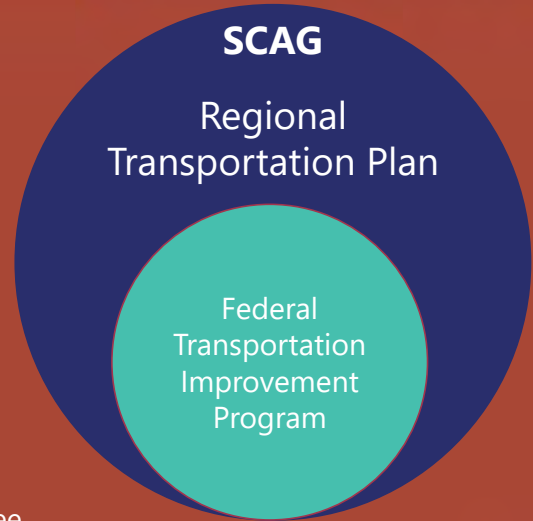 SCAG
Regional
Transportation Plan
Federal
Transportation
Improvement
Program